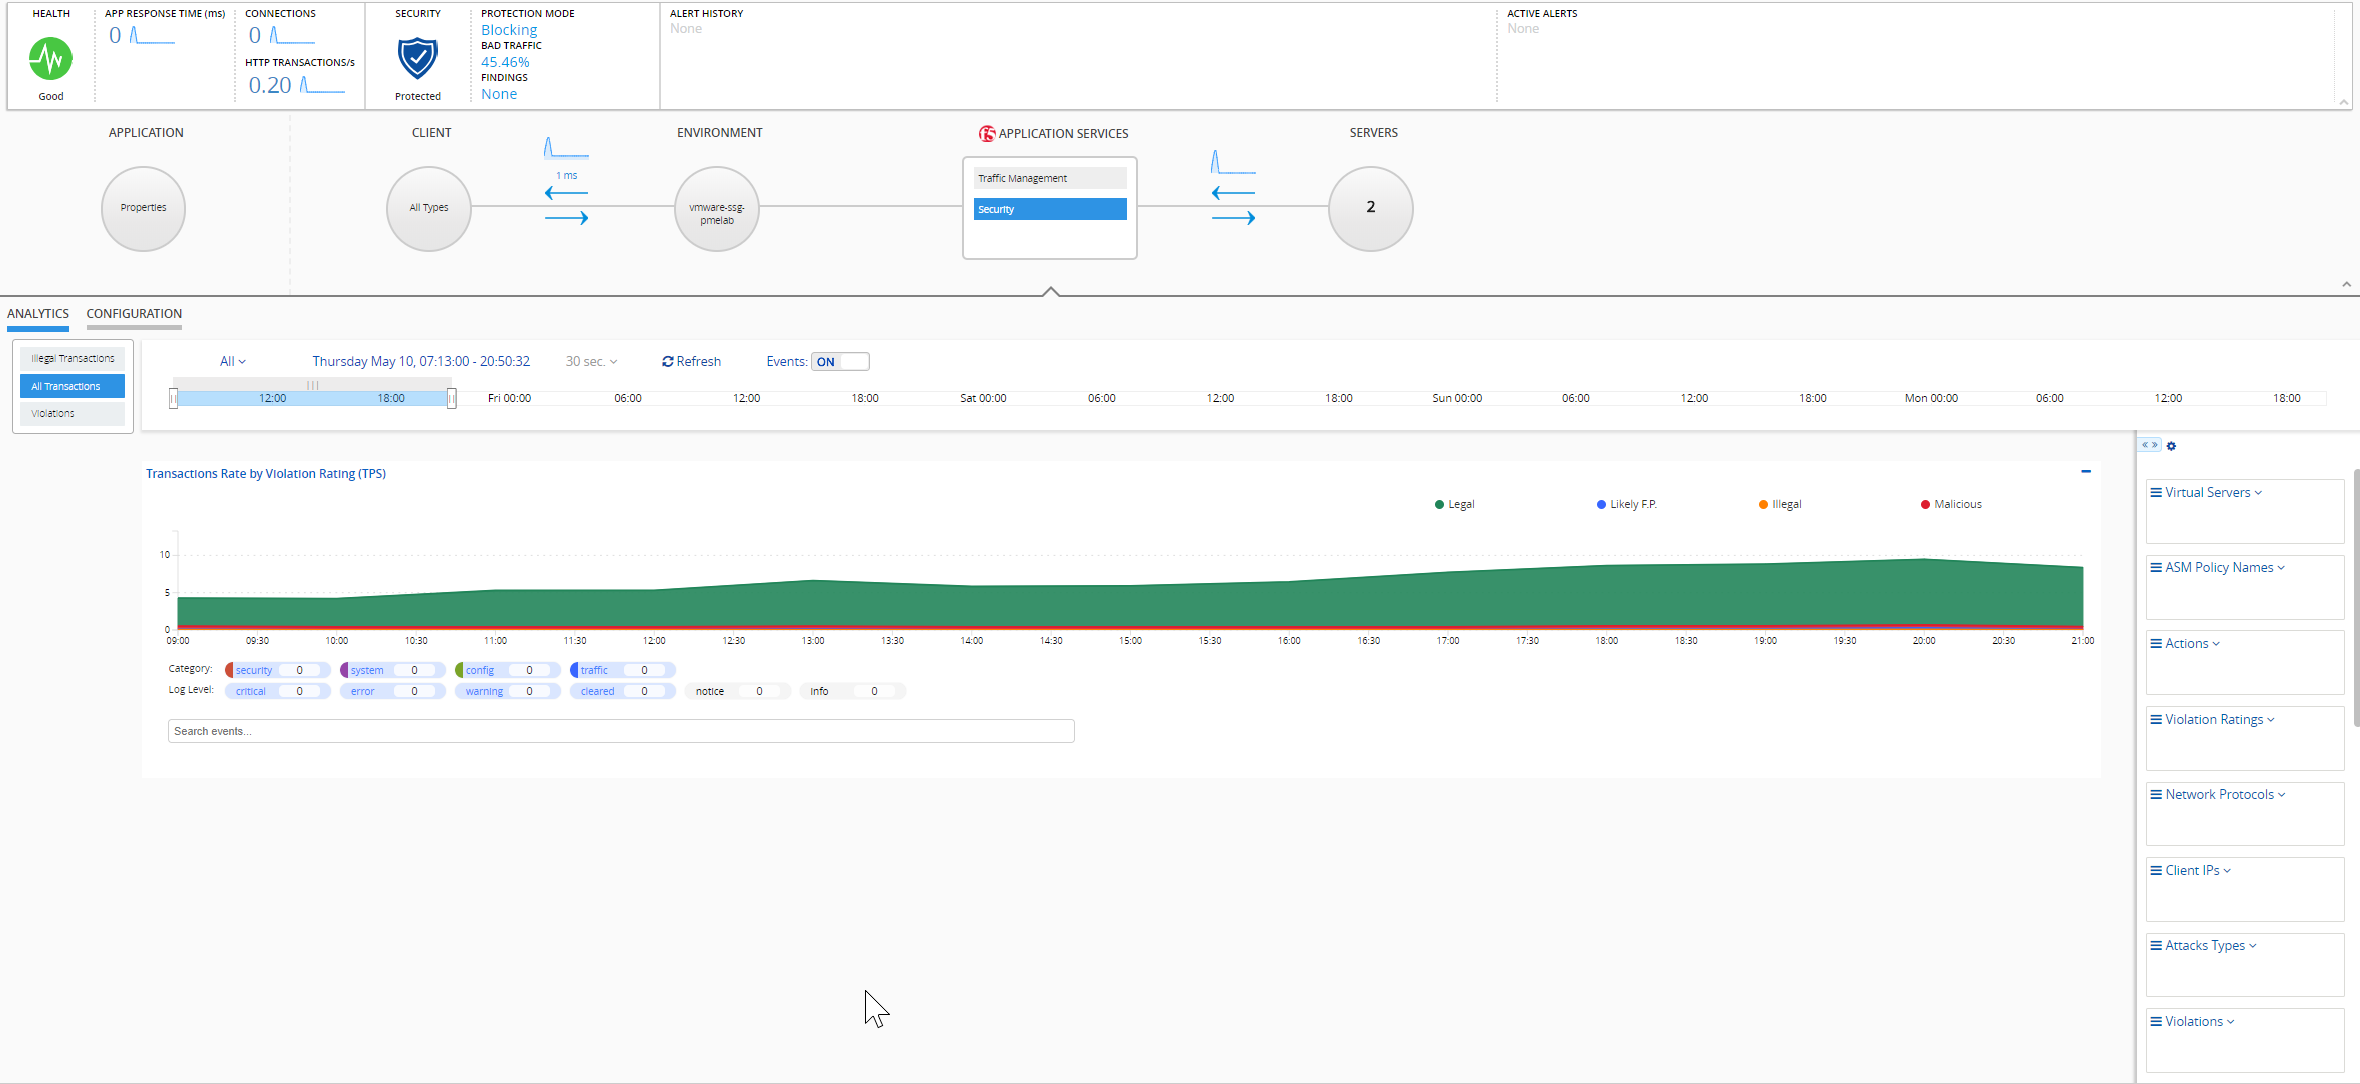 HEALTH
Good
APP RESPONSE TIME (ms)
0
CONNECTIONS
0
HTTP TRANSACTIONS/s
0.20
SECURITY
Protected
PROTECTION MODE
Blocking
BAD TRAFFIC
45.46%
FINDINGS
None
ALERT HISTORY
None
ACTIVE ALERTS
None
APPLICATION
Properties
CLIENT
All Types
1 ms
ENVIRONMENT
vmware-ssg-
pmelab
f5 APPLICATION SERVICES
Traffic Management
Security
SERVERS
2
ANALYTICS CONFIGURATION
Illegal Transactions
All Transactions
Violations
All Thursday May 10, 07:13:00 - 20:50:32 30 sec. Refresh Events: ON
12:00 18:00 Fri 00:00 06:00 12:00 18:00 Sat 00:00 06:00 12:00 18:00 Sun 00:00 06:00 12:00 18:00 Mon 00:00 06:00 12:00 18:00
Transactions Rate by Violation Rating (TPS)
Legal Likely F.P. Illegal Malicious
10
5
0
09:00 09:30 10:00 10:30 11:00 11:30 12:00 12:30 13:00 13:30 14:00 14:30 15:00 15:30 16:00 16:30 17:00 17:30 18:00 18:30 19:00 19:30 20:00 20:30 21:00
Category: security 0 system 0 config 0 traffic 0
Log Level: critical 0 error 0 warning 0 cleared 0 notice 0 info 0
Search events...
Virtual Servers
ASM Policy Names
Actions
Violation Ratings
Network Protocols
Client IPs
Attacks Types
Violations